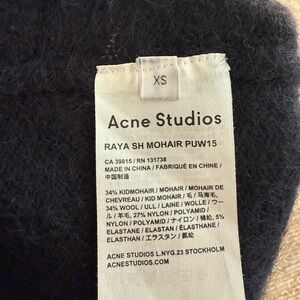 XS
Acne Studios
RAYA SH MOHAIR PUW15
CA 39815 / RN 131738
MADE IN CHINA / FABRIQUÉ EN CHINE /
中国制造
34% KIDMOHAIR / MOHAIR / MOHAIR DE
CHEVREAU / KID MOHAIR / 毛 / 马海毛,
34% WOOL / ULL / LAINE / WOLLE / ウー
ル / 羊毛, 27% NYLON / POLYAMID /
NYLON / POLYAMID / ナイロン / 锦纶, 5%
ELASTANE / ELASTAN / ÉLASTHANE /
ELASTHAN / エラスタン / 氨纶
ACNE STUDIOS L.NYG.23 STOCKHOLM
ACNESTUDIOS.COM